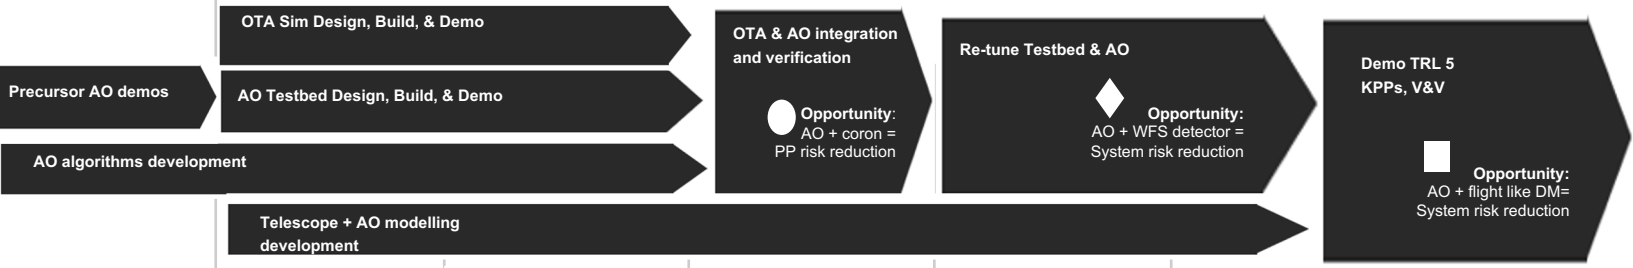 OTA Sim Design, Build, & Demo
Precursor AO demos
AO Testbed Design, Build, & Demo
AO algorithms development
Telescope + AO modelling
development
OTA & AO integration
and verification
Opportunity:
AO + coron =
PP risk reduction
Re-tune Testbed & AO
Opportunity:
AO + WFS detector =
System risk reduction
Demo TRL 5
KPPs, V&V
Opportunity:
AO + flight like DM=
System risk reduction